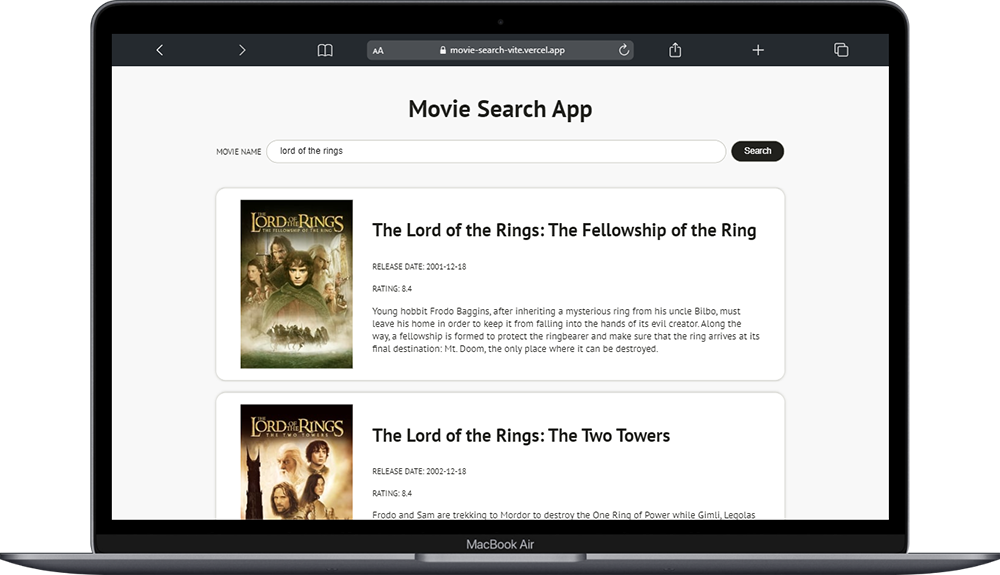 AA movie-search-vite.vercel.app
Movie Search App
MOVIE NAME lord of the rings Search
THE
LORD OF THE RINGS
THE FELLOWSHIP OF THE RING
The Lord of the Rings: The Fellowship of the Ring
RELEASE DATE: 2001-12-18
RATING: 8.4
Young hobbit Frodo Baggins, after inheriting a mysterious ring from his uncle Bilbo, must
leave his home in order to keep it from falling into the hands of its evil creator. Along the
way, a fellowship is formed to protect the ringbearer and make sure that the ring arrives at its
final destination: Mt. Doom, the only place where it can be destroyed.
THE
LORD OF THE RINGS
THE TWO TOWERS
The Lord of the Rings: The Two Towers
RELEASE DATE: 2002-12-18
RATING: 8.4
Frodo and Sam are trekking to Mordor to destroy the One Ring of Power while Gimli, Legolas
MacBook Air